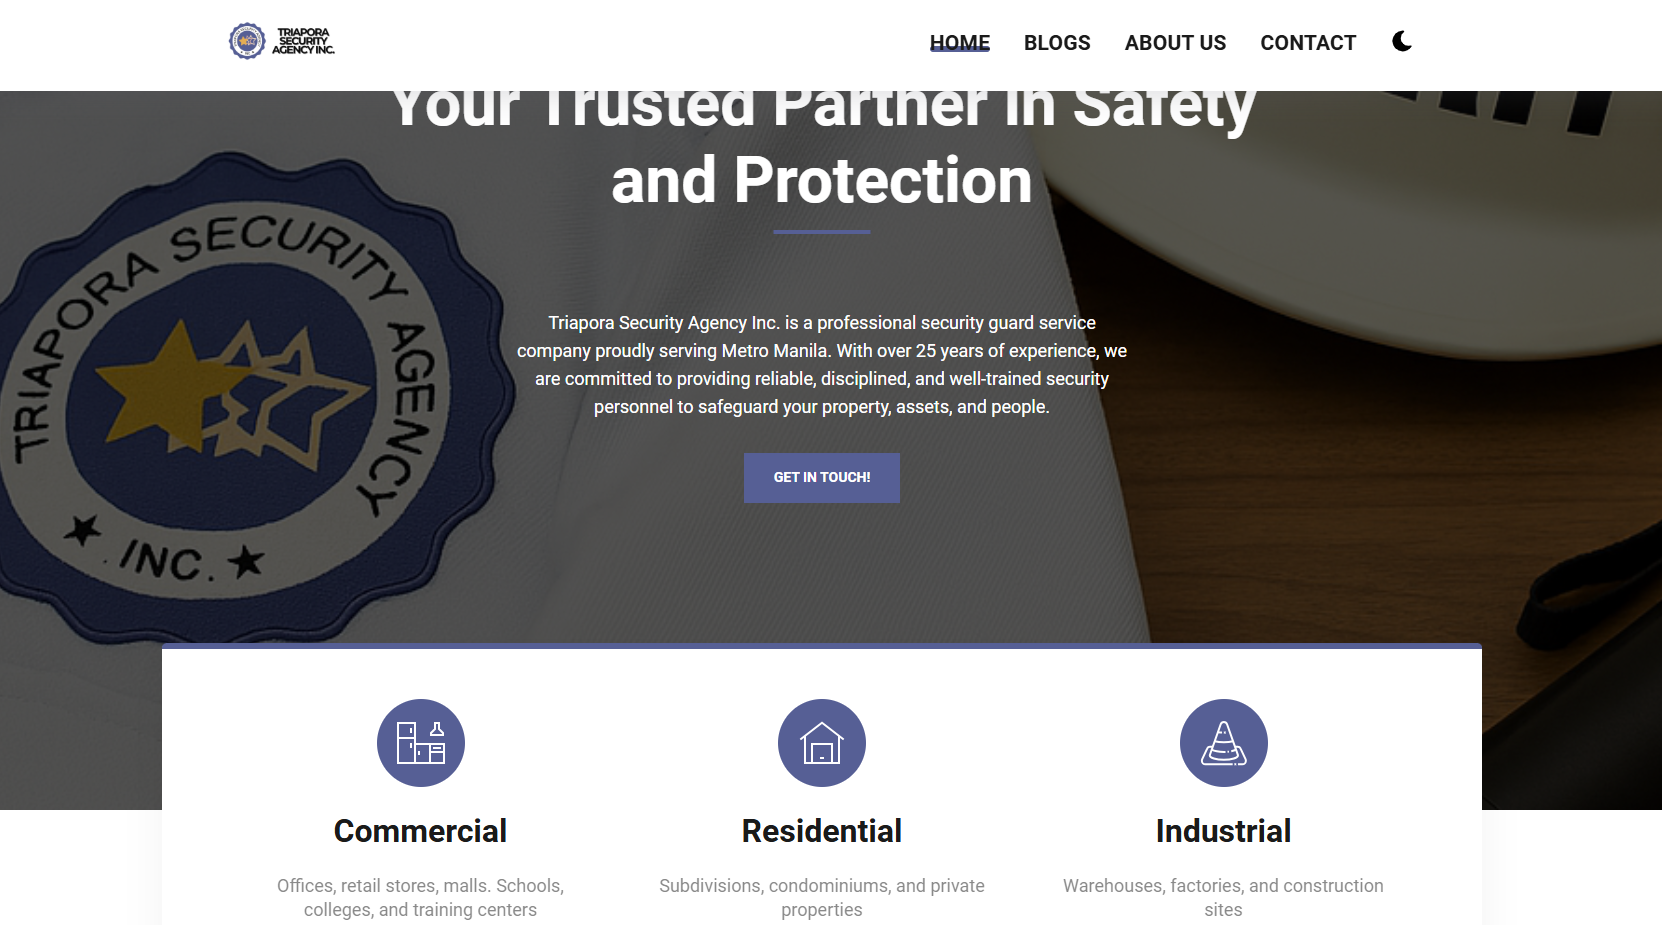 TRIAPORA
SECURITY
AGENCY INC.
HOME
BLOGS
ABOUT US
CONTACT
Your Trusted Partner in Safety
and Protection
TRIAPORA SECURITY AGENCY
INC.
Triapora Security Agency Inc. is a professional security guard service
company proudly serving Metro Manila. With over 25 years of experience, we
are committed to providing reliable, disciplined, and well-trained security
personnel to safeguard your property, assets, and people.
GET IN TOUCH!
Commercial
Offices, retail stores, malls. Schools,
colleges, and training centers
Residential
Subdivisions, condominiums, and private
properties
Industrial
Warehouses, factories, and construction
sites